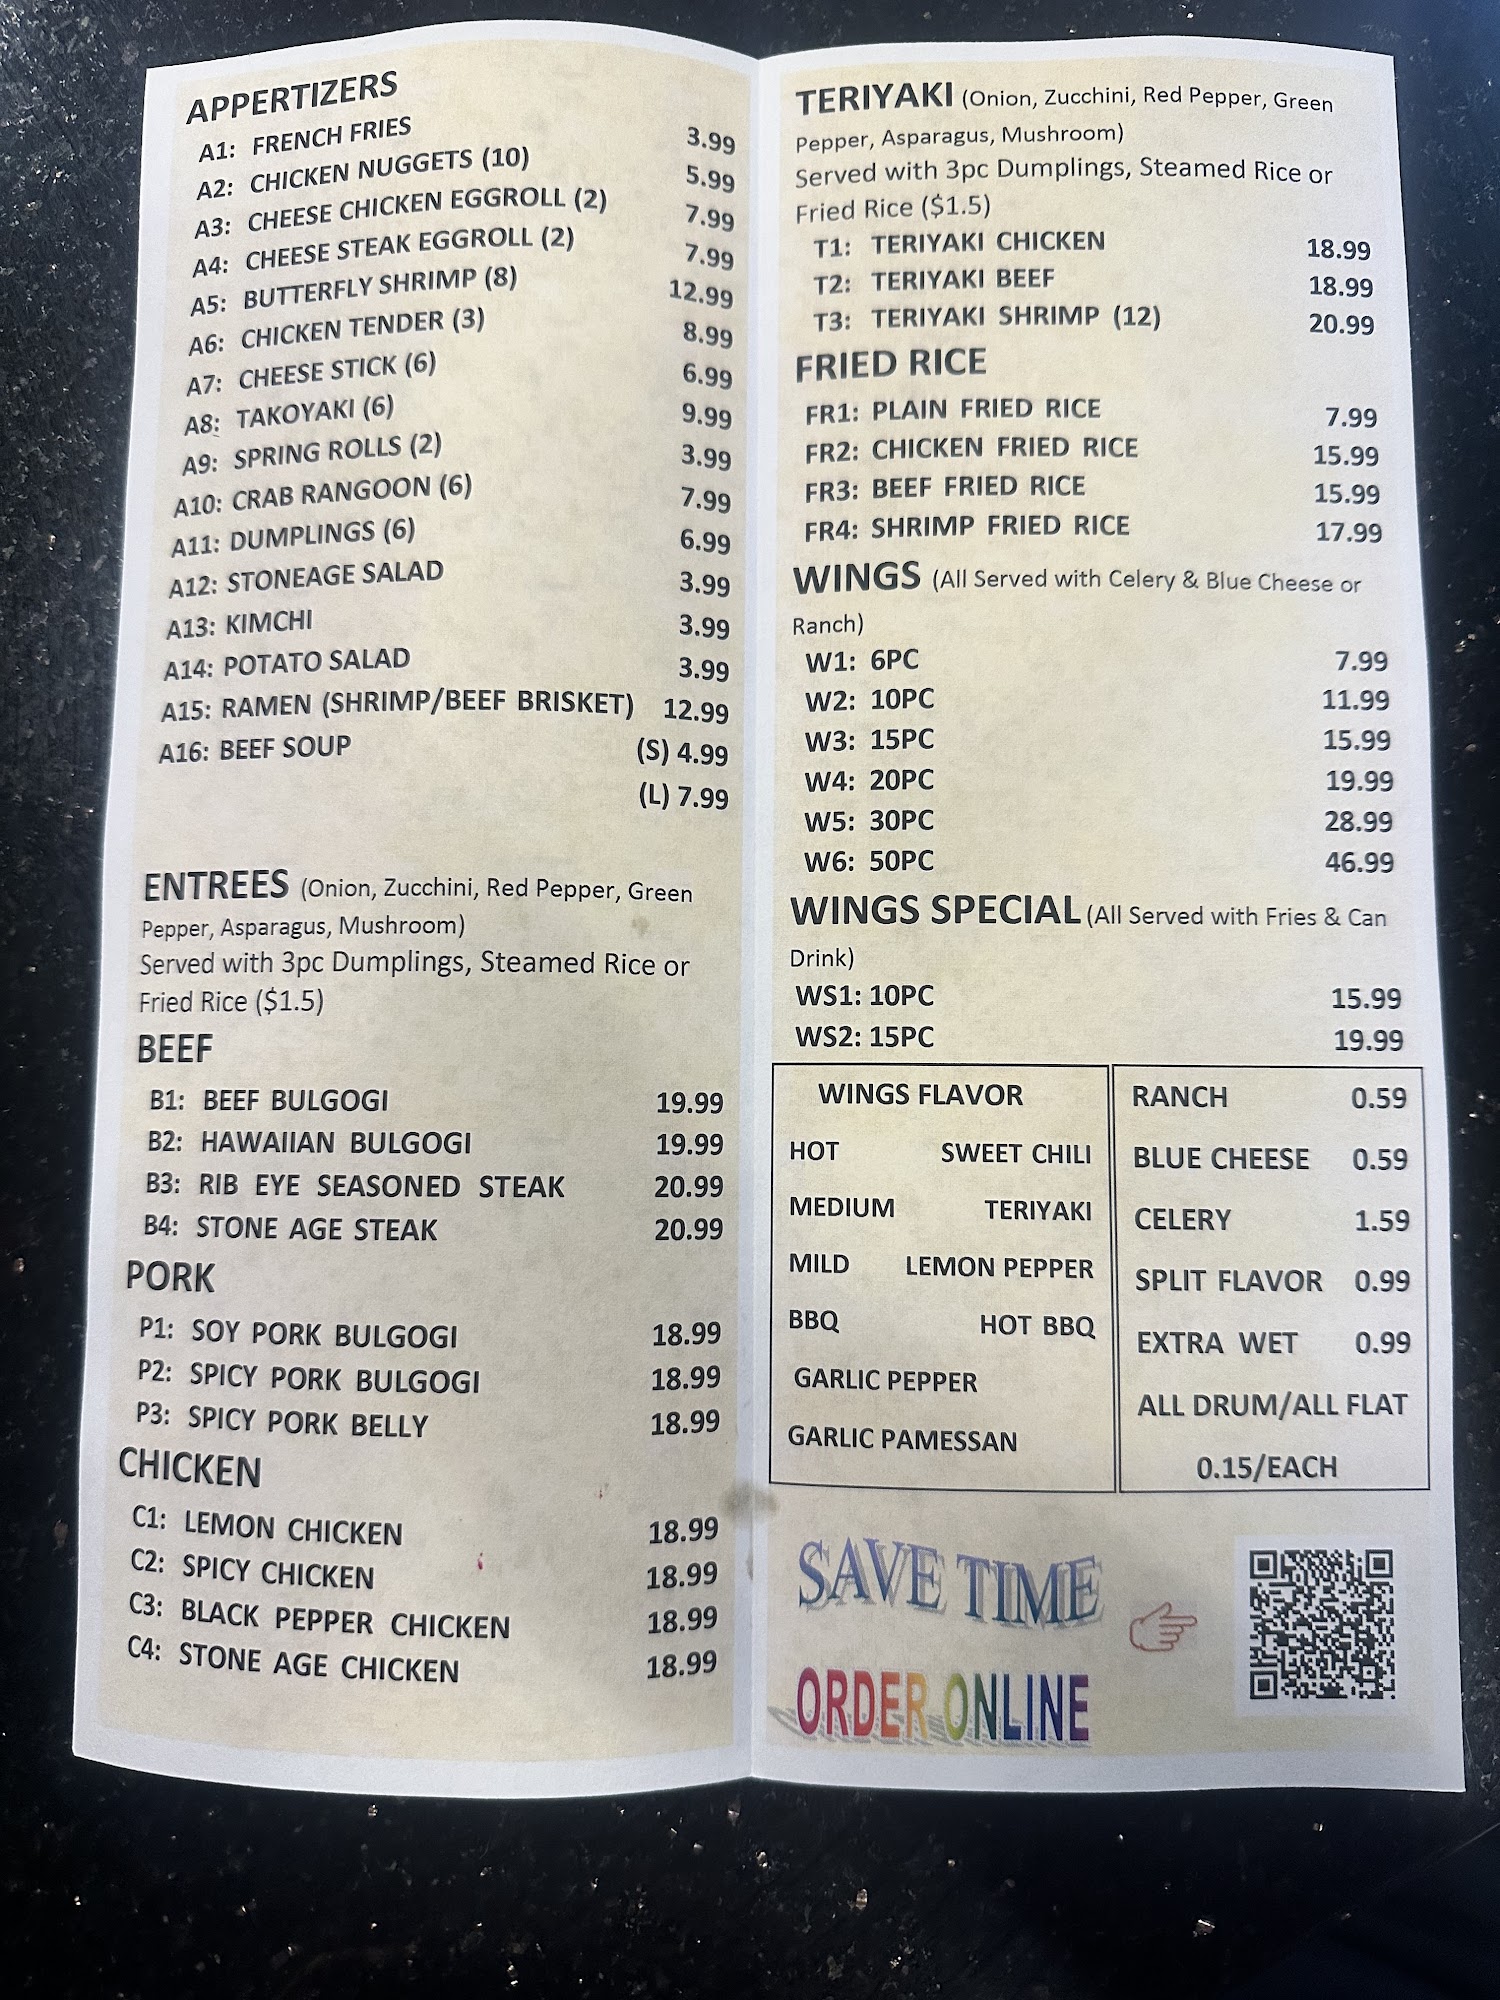 APPERTIZERS
A1: FRENCH FRIES 3.99
A2: CHICKEN NUGGETS (10) 5.99
A3: CHEESE CHICKEN EGGROLL (2) 7.99
A4: CHEESE STEAK EGGROLL (2) 7.99
A5: BUTTERFLY SHRIMP (8) 12.99
A6: CHICKEN TENDER (3) 8.99
A7: CHEESE STICK (6) 6.99
A8: TAKOYAKI (6) 9.99
A9: SPRING ROLLS (2) 3.99
A10: CRAB RANGOON (6) 7.99
A11: DUMPLINGS (6) 6.99
A12: STONEAGE SALAD 3.99
A13: KIMCHI 3.99
A14: POTATO SALAD 3.99
A15: RAMEN (SHRIMP/BEEF BRISKET) 12.99
A16: BEEF SOUP (S) 4.99
(L) 7.99
ENTREES (Onion, Zucchini, Red Pepper, Green
Pepper, Asparagus, Mushroom)
Served with 3pc Dumplings, Steamed Rice or
Fried Rice ($1.5)
BEEF
B1: BEEF BULGOGI 19.99
B2: HAWAIIAN BULGOGI 19.99
B3: RIB EYE SEASONED STEAK 20.99
B4: STONE AGE STEAK 20.99
PORK
P1: SOY PORK BULGOGI 18.99
P2: SPICY PORK BULGOGI 18.99
P3: SPICY PORK BELLY 18.99
CHICKEN
C1: LEMON CHICKEN 18.99
C2: SPICY CHICKEN 18.99
C3: BLACK PEPPER CHICKEN 18.99
C4: STONE AGE CHICKEN 18.99
TERIYAKI (Onion, Zucchini, Red Pepper, Green
Pepper, Asparagus, Mushroom)
Served with 3pc Dumplings, Steamed Rice or
Fried Rice ($1.5)
T1: TERIYAKI CHICKEN 18.99
T2: TERIYAKI BEEF 18.99
T3: TERIYAKI SHRIMP (12) 20.99
FRIED RICE
FR1: PLAIN FRIED RICE 7.99
FR2: CHICKEN FRIED RICE 15.99
FR3: BEEF FRIED RICE 15.99
FR4: SHRIMP FRIED RICE 17.99
WINGS (All Served with Celery & Blue Cheese or
Ranch)
W1: 6PC 7.99
W2: 10PC 11.99
W3: 15PC 15.99
W4: 20PC 19.99
W5: 30PC 28.99
W6: 50PC 46.99
WINGS SPECIAL (All Served with Fries & Can
Drink)
WS1: 10PC 15.99
WS2: 15PC 19.99
WINGS FLAVOR
HOT SWEET CHILI
MEDIUM TERIYAKI
MILD LEMON PEPPER
BBQ HOT BBQ
GARLIC PEPPER
GARLIC PAMESSAN
RANCH 0.59
BLUE CHEESE 0.59
CELERY 1.59
SPLIT FLAVOR 0.99
EXTRA WET 0.99
ALL DRUM/ALL FLAT
0.15/EACH
SAVE TIME
ORDER ONLINE